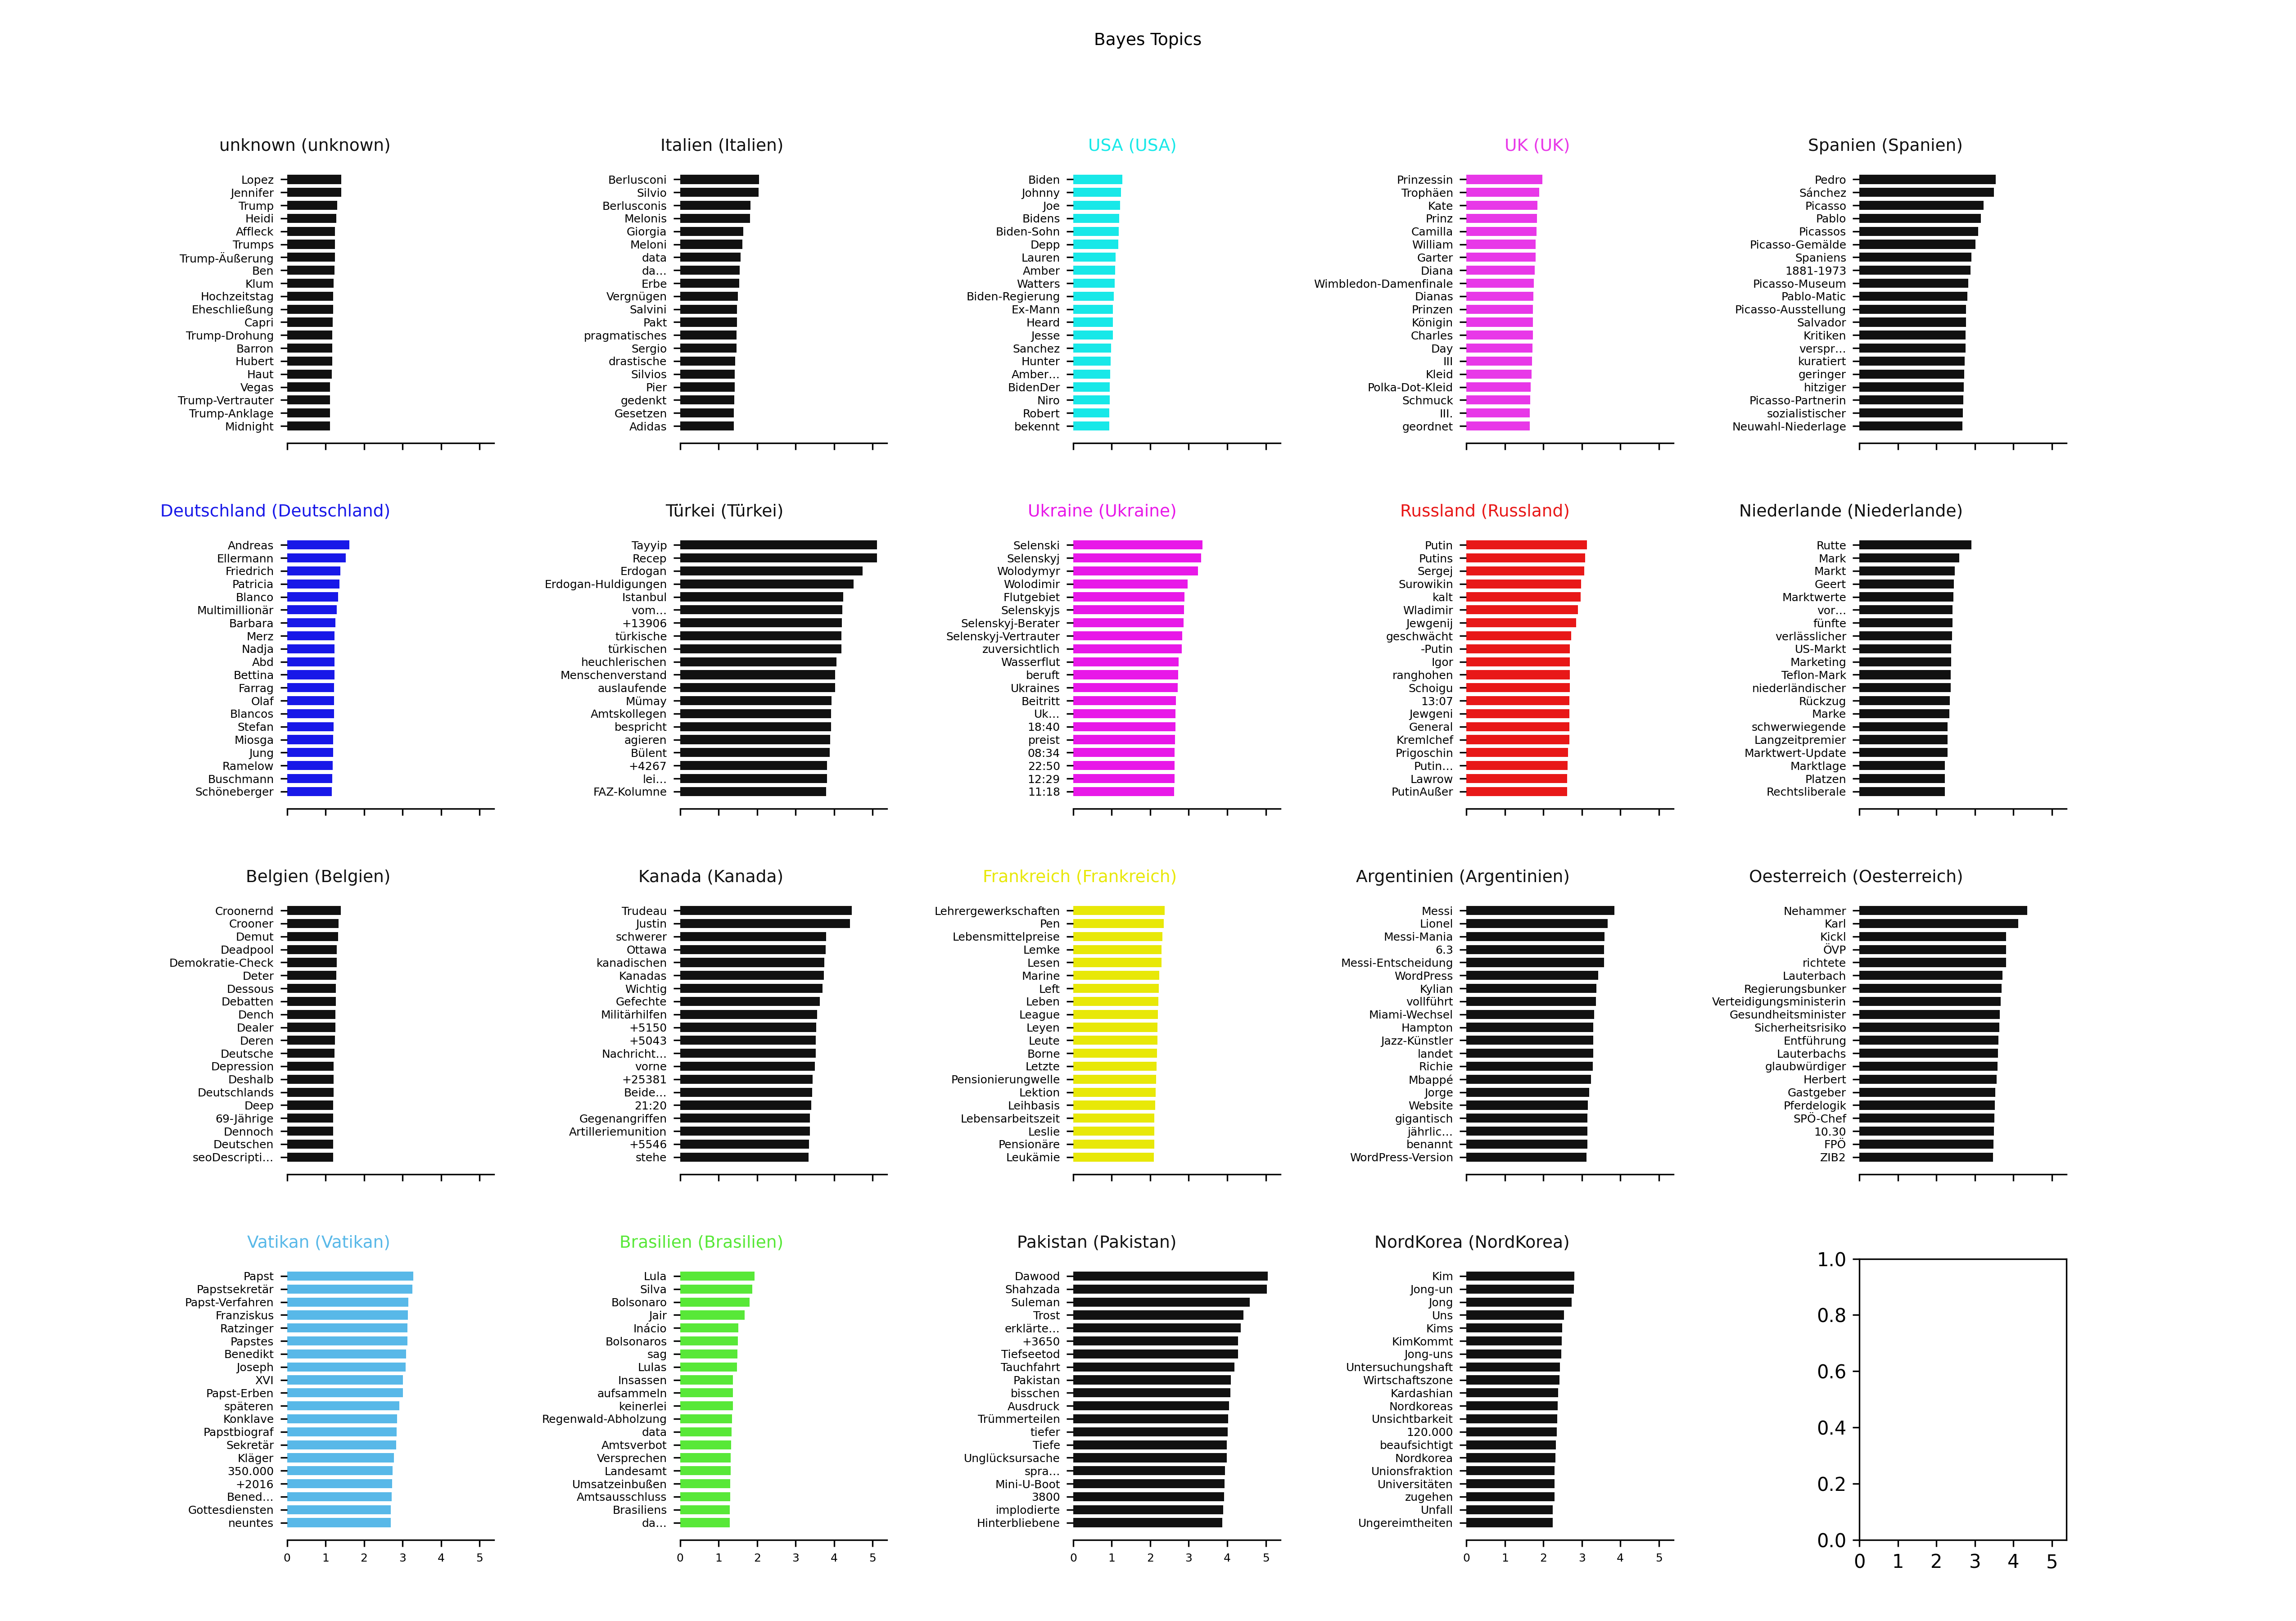 Bayes Topics
unknown (unknown)
Lopez
Jennifer
Trump
Heidi
Affleck
Trumps
Trump-Äußerung
Ben
Klum
Hochzeitstag
Eheschließung
Capri
Trump-Drohung
Barron
Hubert
Haut
Vegas
Trump-Vertrauter
Trump-Anklage
Midnight
Italien (Italien)
Berlusconi
Silvio
Berlusconis
Melonis
Giorgia
Meloni
data
da...
Erbe
Vergnügen
Salvini
Pakt
pragmatisches
Sergio
drastische
Silvios
Pier
gedenkt
Gesetzen
Adidas
USA (USA)
Biden
Johnny
Joe
Bidens
Biden-Sohn
Depp
Lauren
Amber
Watters
Biden-Regierung
Ex-Mann
Heard
Jesse
Sanchez
Hunter
Amber...
BidenDer
Niro
Robert
bekennt
UK (UK)
Prinzessin
Trophäen
Kate
Prinz
Camilla
William
Garter
Diana
Wimbledon-Damenfinale
Dianas
Prinzen
Königin
Charles
Day
III
Kleid
Polka-Dot-Kleid
Schmuck
III.
geordnet
Spanien (Spanien)
Pedro
Sánchez
Picasso
Pablo
Picassos
Picasso-Gemälde
Spaniens
1881-1973
Picasso-Museum
Pablo-Matic
Picasso-Ausstellung
Salvador
Kritiken
verspr...
kuratiert
geringer
hitziger
Picasso-Partnerin
sozialistischer
Neuwahl-Niederlage
Deutschland (Deutschland)
Andreas
Ellermann
Friedrich
Patricia
Blanco
Multimillionär
Barbara
Merz
Nadja
Abd
Bettina
Farrag
Olaf
Blancos
Stefan
Miosga
Jung
Ramelow
Buschmann
Schöneberger
Türkei (Türkei)
Tayyip
Recep
Erdogan
Erdogan-Huldigungen
Istanbul
vom...
+13906
türkische
türkischen
heuchlerischen
Menschenverstand
auslaufende
Mümay
Amtskollegen
bespricht
agieren
Bülent
+4267
lei...
FAZ-Kolumne
Ukraine (Ukraine)
Selenski
Selenskyj
Wolodymyr
Wolodimir
Flutgebiet
Selenskyjs
Selenskyj-Berater
Selenskyj-Vertrauter
zuversichtlich
Wasserflut
beruft
Ukraines
Beitritt
Uk...
18:40
preist
08:34
22:50
12:29
11:18
Russland (Russland)
Putin
Putins
Sergej
Surowikin
kalt
Wladimir
Jewgenij
geschwächt
-Putin
Igor
ranghohen
Schoigu
13:07
Jewgeni
General
Kremlchef
Prigoschin
Putin...
Lawrow
PutinAußer
Niederlande (Niederlande)
Rutte
Mark
Markt
Geert
Marktwerte
vor...
fünfte
verlässlicher
US-Markt
Marketing
Teflon-Mark
niederländischer
Rückzug
Marke
schwerwiegende
Langzeitpremier
Marktwert-Update
Marktlage
Platzen
Rechtsliberale
Belgien (Belgien)
Croonernd
Crooner
Demut
Deadpool
Demokratie-Check
Deter
Dessous
Debatten
Dench
Dealer
Deren
Deutsche
Depression
Deshalb
Deutschlands
Deep
69-Jährige
Dennoch
Deutschen
seoDescripti...
Kanada (Kanada)
Trudeau
Justin
schwerer
Ottawa
kanadischen
Kanadas
Wichtig
Gefechte
Militärhilfen
+5150
+5043
Nachricht...
vorne
+25381
Beide...
21:20
Gegenangriffen
Artilleriemunition
+5546
stehe
Frankreich (Frankreich)
Lehrergewerkschaften
Pen
Lebensmittelpreise
Lemke
Lesen
Marine
Left
Leben
League
Leyen
Leute
Borne
Letzte
Pensionierungwelle
Lektion
Leihbasis
Lebensarbeitszeit
Leslie
Pensionäre
Leukämie
Argentinien (Argentinien)
Messi
Lionel
Messi-Mania
6.3
Messi-Entscheidung
WordPress
Kylian
vollführt
Miami-Wechsel
Hampton
Jazz-Künstler
landet
Richie
Mbappé
Jorge
Website
gigantisch
jährlic...
benannt
WordPress-Version
Oesterreich (Oesterreich)
Nehammer
Karl
Kickl
ÖVP
richtete
Lauterbach
Regierungsbunker
Verteidigungsministerin
Gesundheitsminister
Sicherheitsrisiko
Entführung
Lauterbachs
glaubwürdiger
Herbert
Gastgeber
Pferdelogik
SPÖ-Chef
10.30
FPÖ
ZIB2
Vatikan (Vatikan)
Papst
Papstsekretär
Papst-Verfahren
Franziskus
Ratzinger
Papstes
Benedikt
Joseph
XVI
Papst-Erben
späteren
Konklave
Papstbiograf
Sekretär
Kläger
350.000
+2016
Bened...
Gottesdiensten
neuntes
0 1 2 3 4 5
Brasilien (Brasilien)
Lula
Silva
Bolsonaro
Jair
Inácio
Bolsonaros
sag
Lulas
Insassen
aufsammeln
keinerlei
Regenwald-Abholzung
data
Amtsverbot
Versprechen
Landesamt
Umsatzeinbußen
Amtsausschluss
Brasiliens
da...
0 1 2 3 4 5
Pakistan (Pakistan)
Dawood
Shahzada
Suleman
Trost
erklärte...
+3650
Tiefseetod
Tauchfahrt
Pakistan
bisschen
Ausdruck
Trümmerteilen
tiefer
Tiefe
Unglücksursache
spra...
Mini-U-Boot
3800
implodierte
Hinterbliebene
0 1 2 3 4 5
NordKorea (NordKorea)
Kim
Jong-un
Jong
Uns
Kims
KimKommt
Jong-uns
Untersuchungshaft
Wirtschaftszone
Kardashian
Nordkoreas
Unsichtbarkeit
120.000
beaufsichtigt
Nordkorea
Unionsfraktion
Universitäten
zugehen
Unfall
Ungereimtheiten
0 1 2 3 4 5
1.0
0.8
0.6
0.4
0.2
0.0
0 1 2 3 4 5